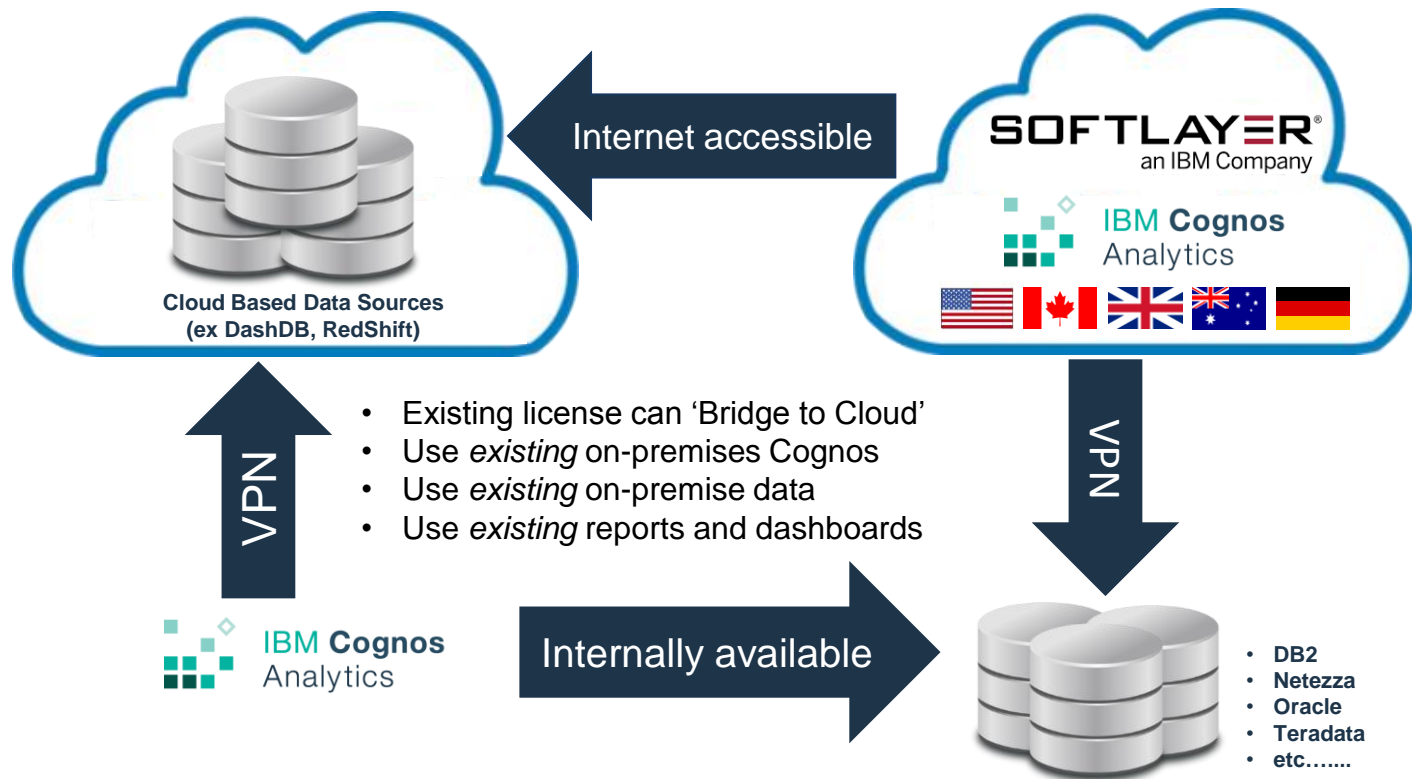 Internet accessible
SOFTLAYER®
an IBM Company
IBM Cognos
Analytics
Cloud Based Data Sources
(ex DashDB, RedShift)
VPN
• Existing license can ‘Bridge to Cloud’
• Use existing on-premises Cognos
• Use existing on-premise data
• Use existing reports and dashboards
VPN
IBM Cognos
Analytics
Internally available
• DB2
• Netezza
• Oracle
• Teradata
• etc…....